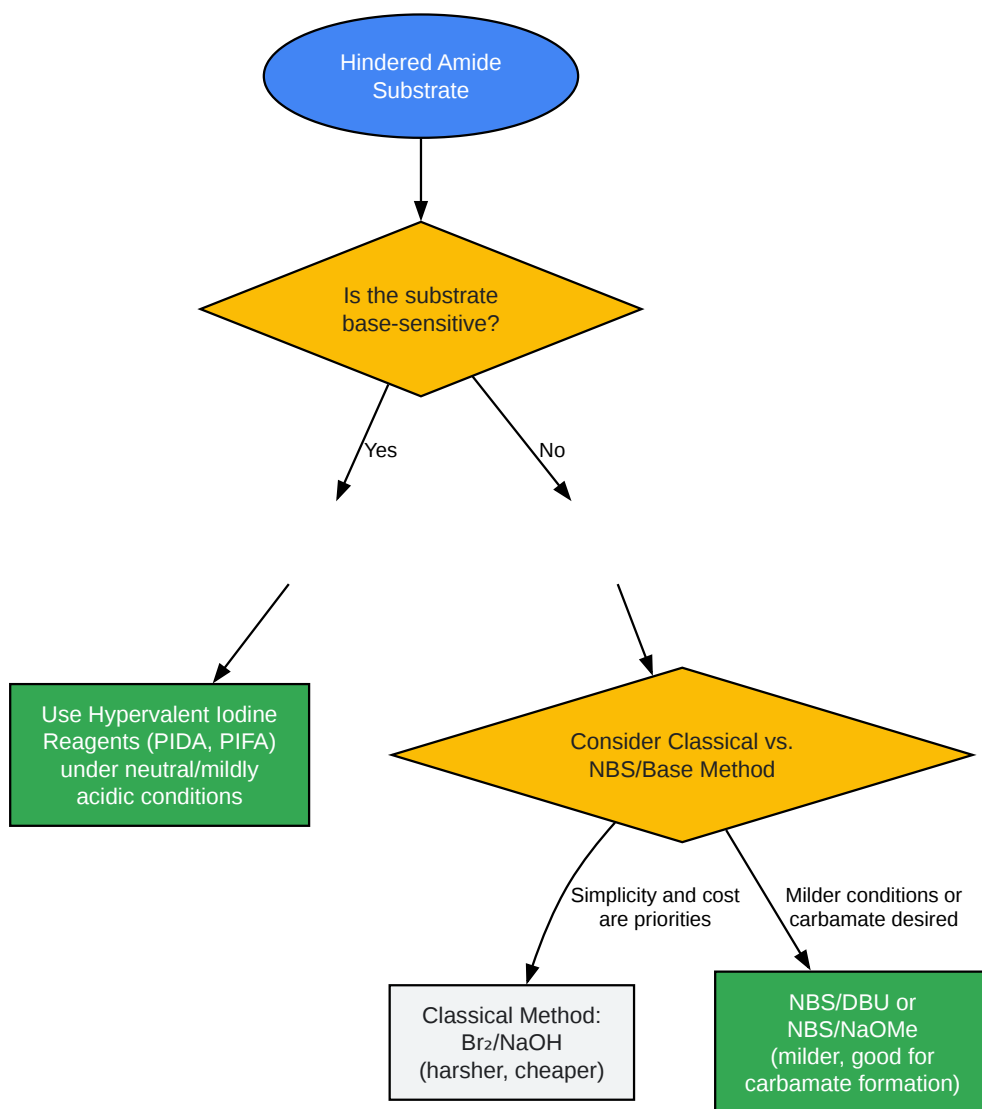 Hindered Amide
Substrate
Is the substrate
base-sensitive?
Yes
No
Use Hypervalent Iodine
Reagents (PIDA, PIFA)
under neutral/mildly
acidic conditions
Consider Classical vs.
NBS/Base Method
Simplicity and cost
are priorities
Milder conditions or
carbamate desired
Classical Method:
Br₂/NaOH
(harsher, cheaper)
NBS/DBU or
NBS/NaOMe
(milder, good for
carbamate formation)